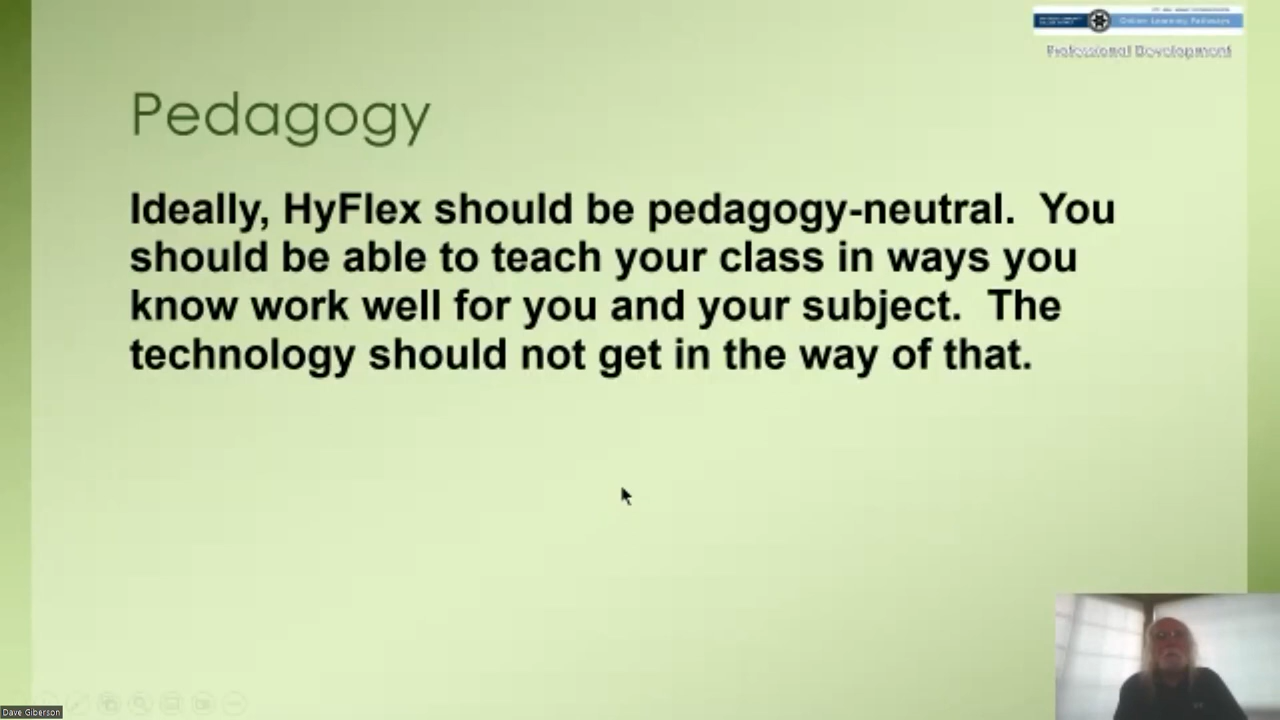 Online Learning Pathways
Professional Development
Pedagogy
Ideally, HyFlex should be pedagogy-neutral. You
should be able to teach your class in ways you
know work well for you and your subject. The
technology should not get in the way of that.
Dave Giberson